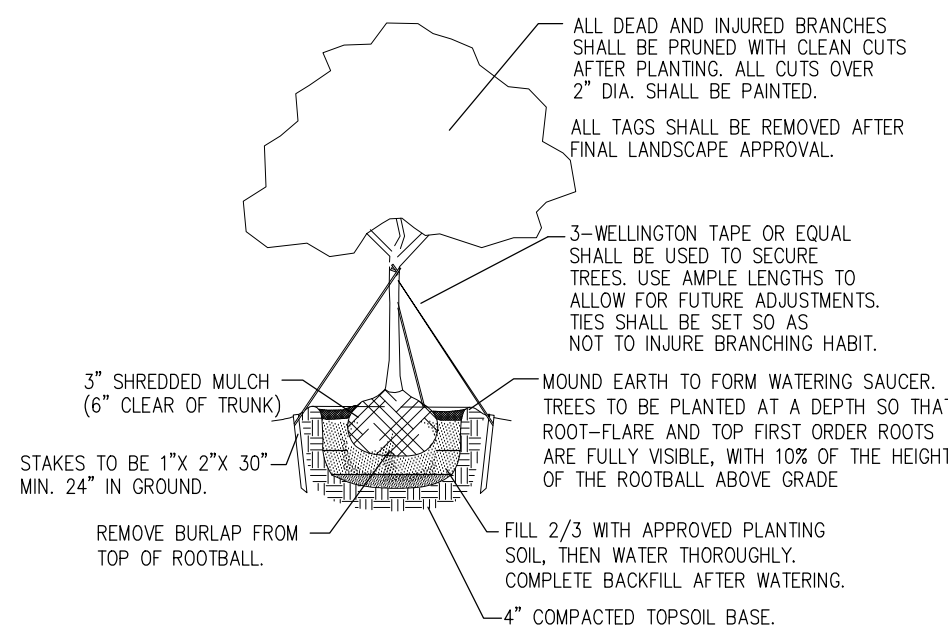 ALL DEAD AND INJURED BRANCHES
SHALL BE PRUNED WITH CLEAN CUTS
AFTER PLANTING. ALL CUTS OVER
2" DIA. SHALL BE PAINTED.
ALL TAGS SHALL BE REMOVED AFTER
FINAL LANDSCAPE APPROVAL.
3-WELLINGTON TAPE OR EQUAL
SHALL BE USED TO SECURE
TREES. USE AMPLE LENGTHS TO
ALLOW FOR FUTURE ADJUSTMENTS.
TIES SHALL BE SET SO AS
NOT TO INJURE BRANCHING HABIT.
3" SHREDDED MULCH
(6" CLEAR OF TRUNK)
MOUND EARTH TO FORM WATERING SAUCER.
TREES TO BE PLANTED AT A DEPTH SO THAT
ROOT-FLARE AND TOP FIRST ORDER ROOTS
ARE FULLY VISIBLE, WITH 10% OF THE HEIGHT
OF THE ROOTBALL ABOVE GRADE
STAKES TO BE 1"X 2"X 30"
MIN. 24" IN GROUND.
REMOVE BURLAP FROM
TOP OF ROOTBALL.
FILL 2/3 WITH APPROVED PLANTING
SOIL, THEN WATER THOROUGHLY.
COMPLETE BACKFILL AFTER WATERING.
4" COMPACTED TOPSOIL BASE.